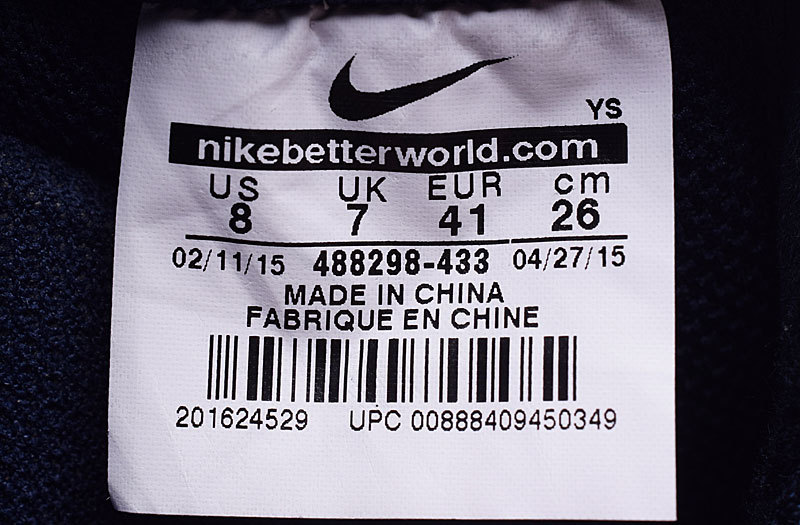 YS
nikebetterworld.com
US UK EUR cm
8 7 41 26
02/11/15 488298-433 04/27/15
MADE IN CHINA
FABRIQUE EN CHINE
201624529 UPC 00888409450349